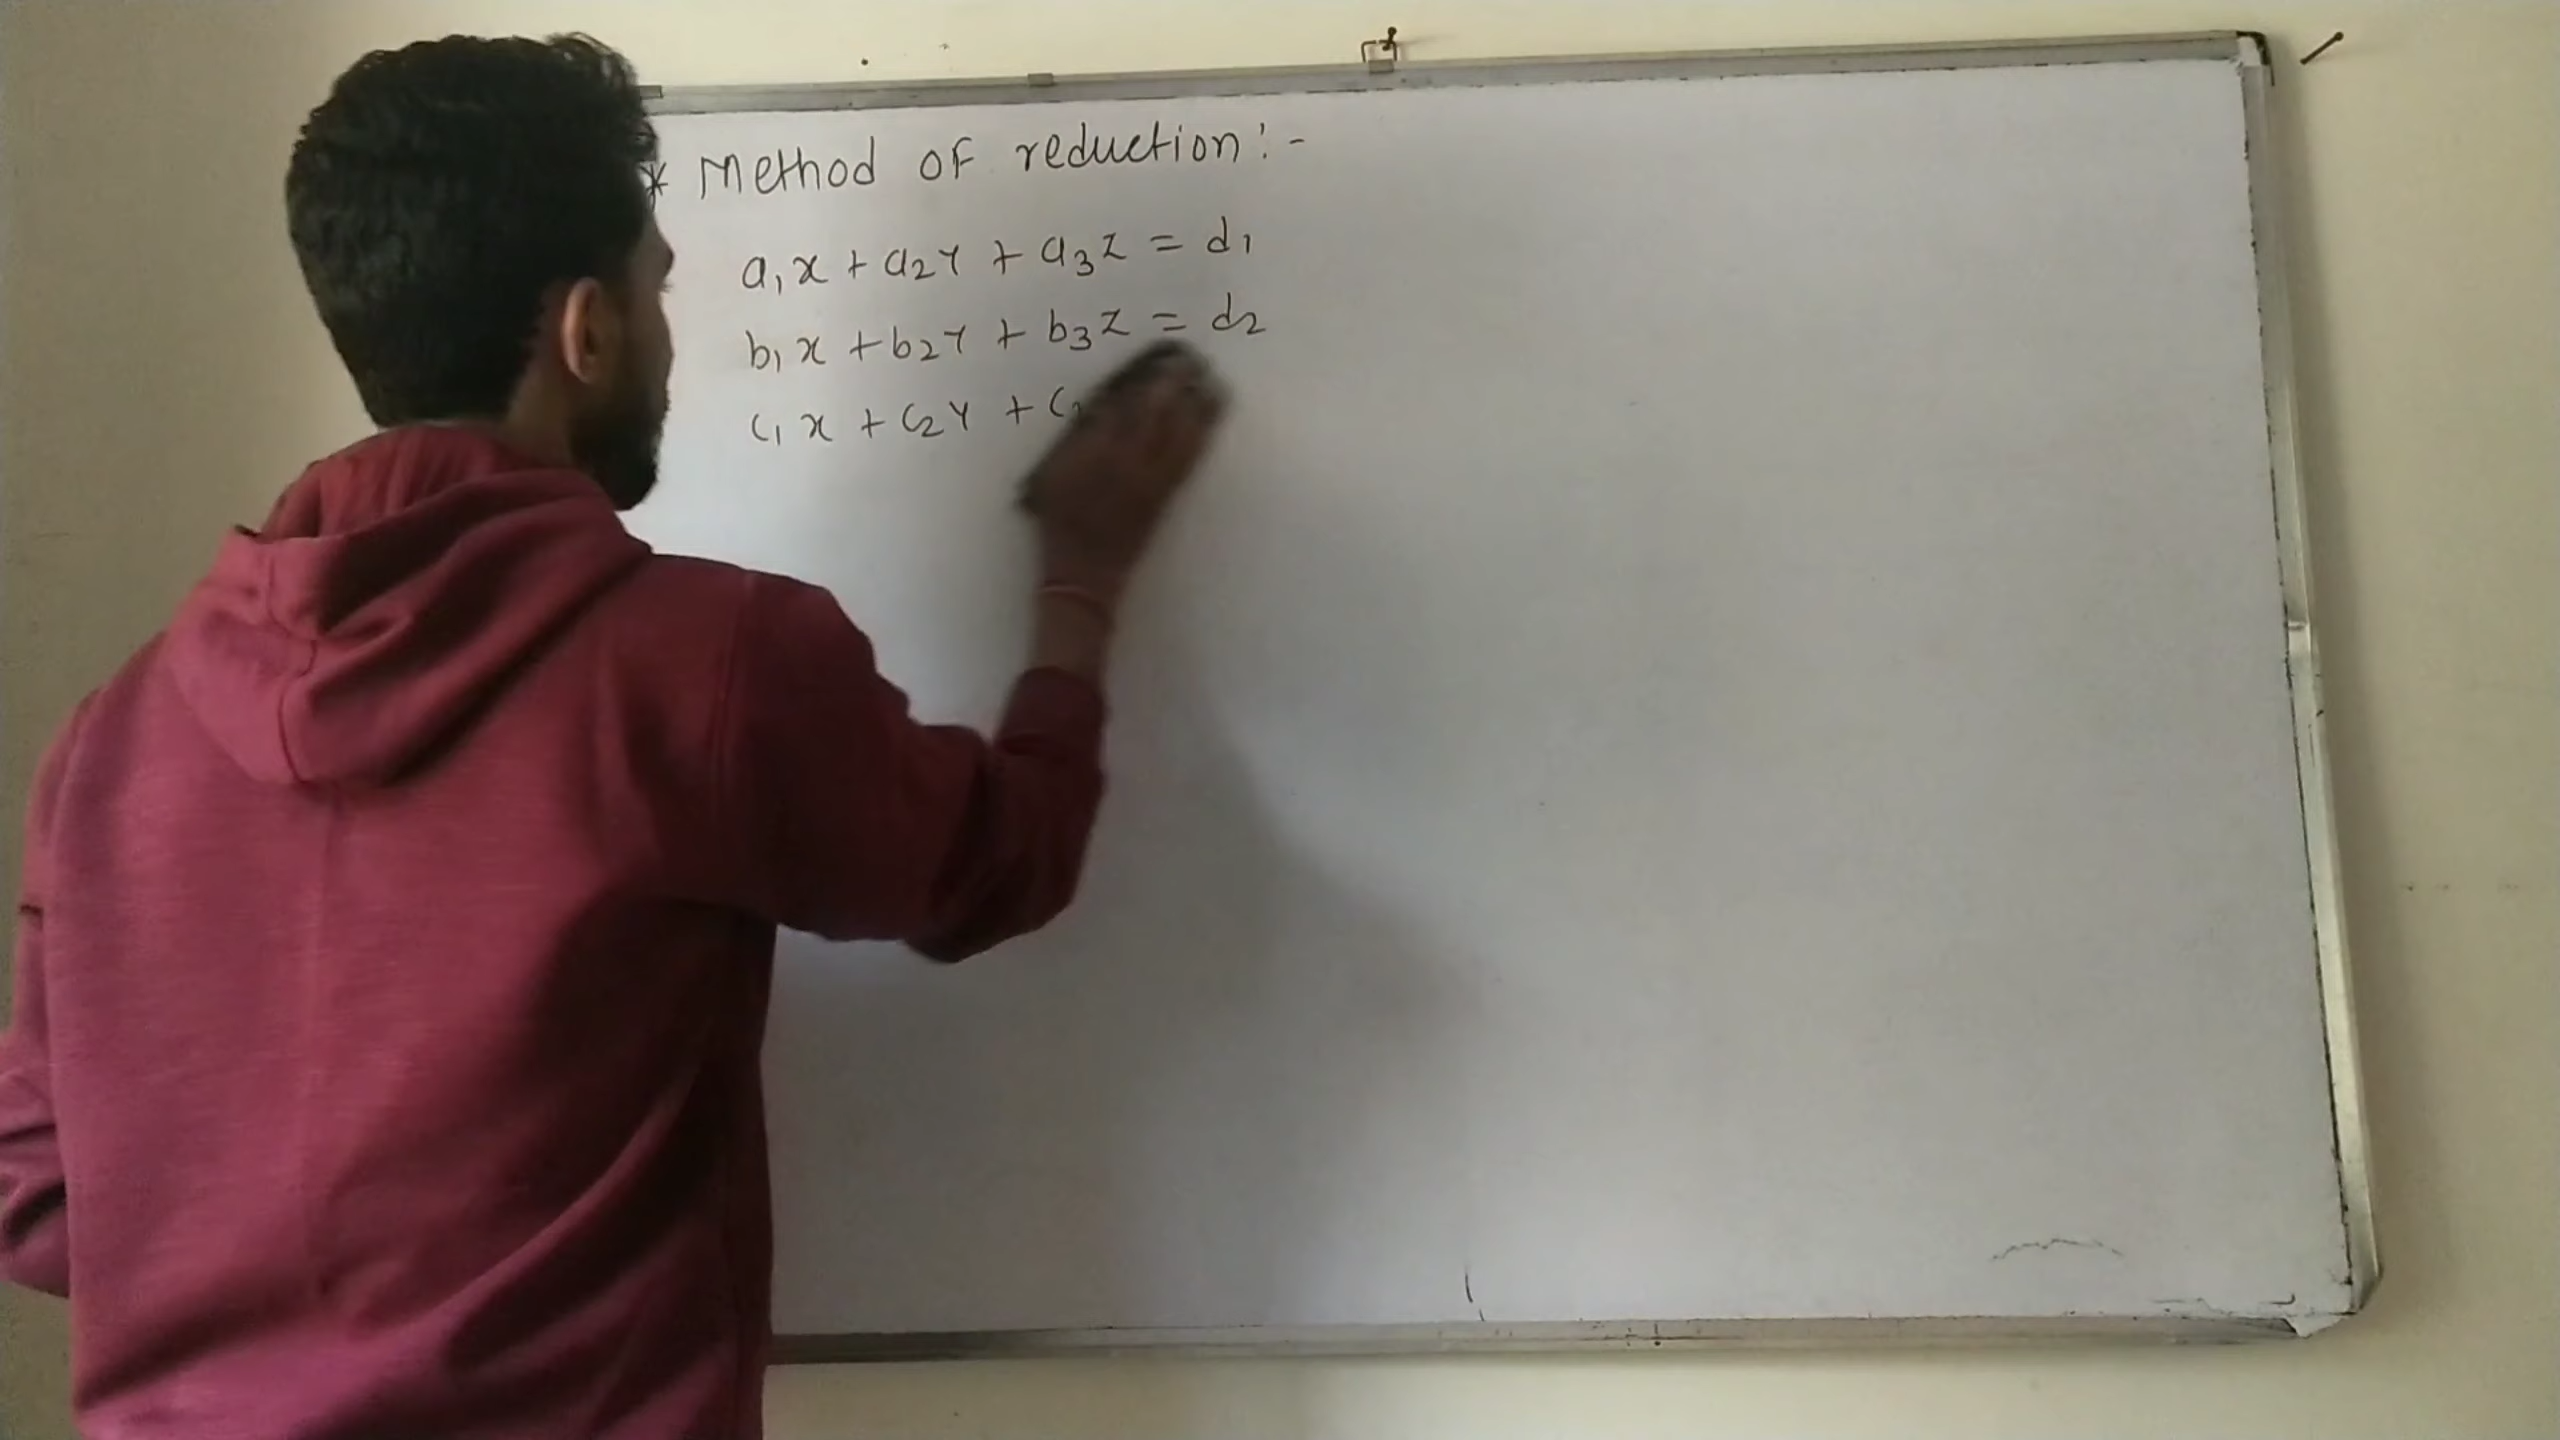 * Method of reduction :-
a₁x + a₂y + a₃z = d₁
b₁x + b₂y + b₃z = d₂
c₁x + c₂y + c